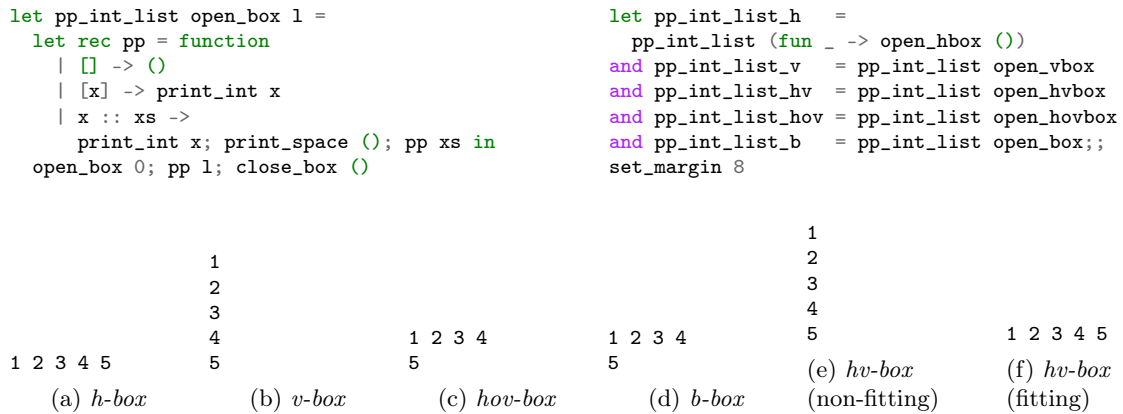 let pp_int_list open_box l =
  let rec pp = function
    | [] -> ()
    | [x] -> print_int x
    | x :: xs ->
      print_int x; print_space (); pp xs in
  open_box 0; pp l; close_box ()
let pp_int_list_h   =
  pp_int_list (fun _ -> open_hbox ())
and pp_int_list_v   = pp_int_list open_vbox
and pp_int_list_hv  = pp_int_list open_hvbox
and pp_int_list_hov = pp_int_list open_hovbox
and pp_int_list_b   = pp_int_list open_box;;
set_margin 8
1 2 3 4 5
(a) h-box
1
2
3
4
5
(b) v-box
1 2 3 4
5
(c) hov-box
1 2 3 4
5
(d) b-box
1
2
3
4
5
(e) hv-box
(non-fitting)
1 2 3 4 5
(f) hv-box
(fitting)